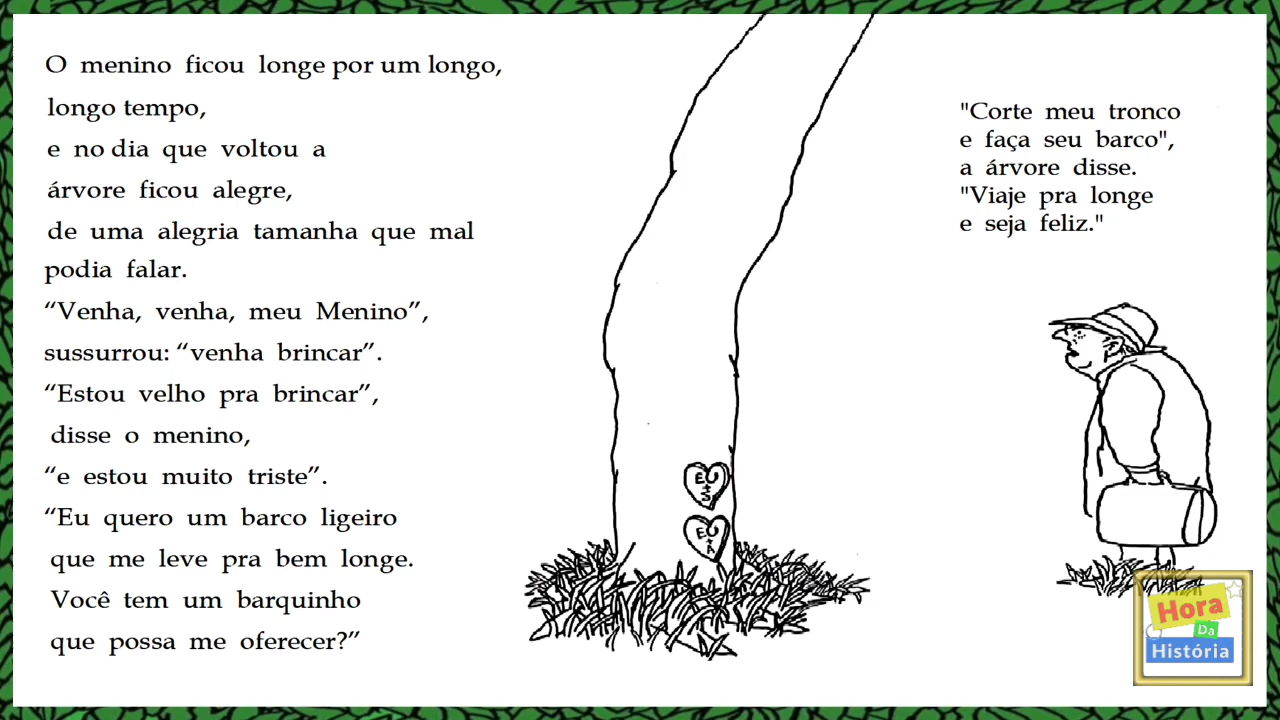 O menino ficou longe por um longo,
longo tempo,
e no dia que voltou a
árvore ficou alegre,
de uma alegria tamanha que mal
podia falar.
“Venha, venha, meu Menino”,
sussurrou: “venha brincar”.
“Estou velho pra brincar”,
disse o menino,
“e estou muito triste”.
“Eu quero um barco ligeiro
que me leve pra bem longe.
Você tem um barquinho
que possa me oferecer?”
"Corte meu tronco
e faça seu barco",
a árvore disse.
"Viaje pra longe
e seja feliz."
EU
+
EU
+
A
Hora
Da
História